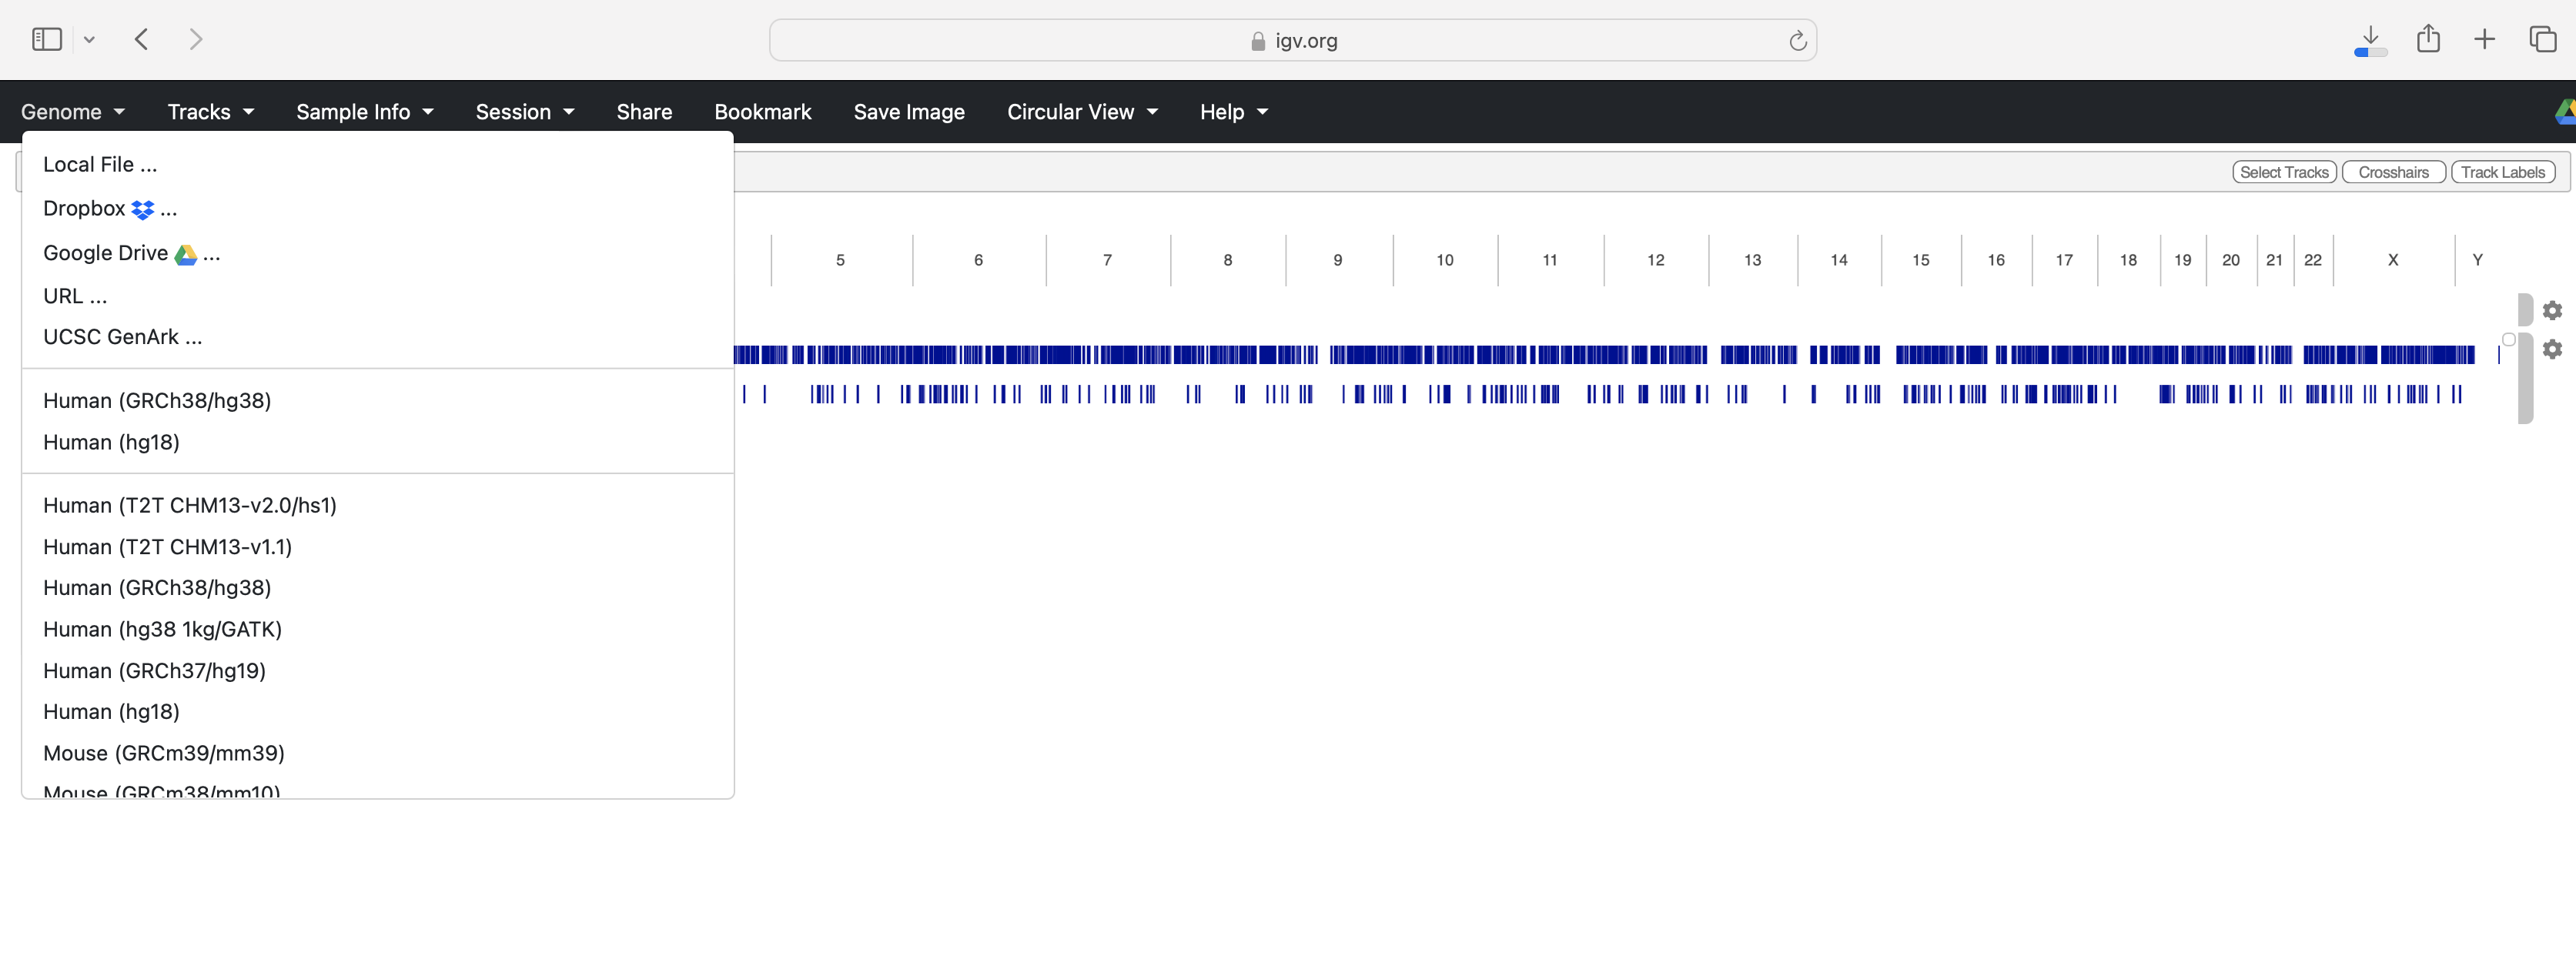 igv.org
Genome Tracks Sample Info Session Share Bookmark Save Image Circular View Help
Select Tracks Crosshairs Track Labels
Local File ...
Dropbox ...
Google Drive ...
URL ...
UCSC GenArk ...
Human (GRCh38/hg38)
Human (hg18)
Human (T2T CHM13-v2.0/hs1)
Human (T2T CHM13-v1.1)
Human (GRCh38/hg38)
Human (hg38 1kg/GATK)
Human (GRCh37/hg19)
Human (hg18)
Mouse (GRCm39/mm39)
Mouse (GRCm38/mm10)
5 6 7 8 9 10 11 12 13 14 15 16 17 18 19 20 21 22 X Y